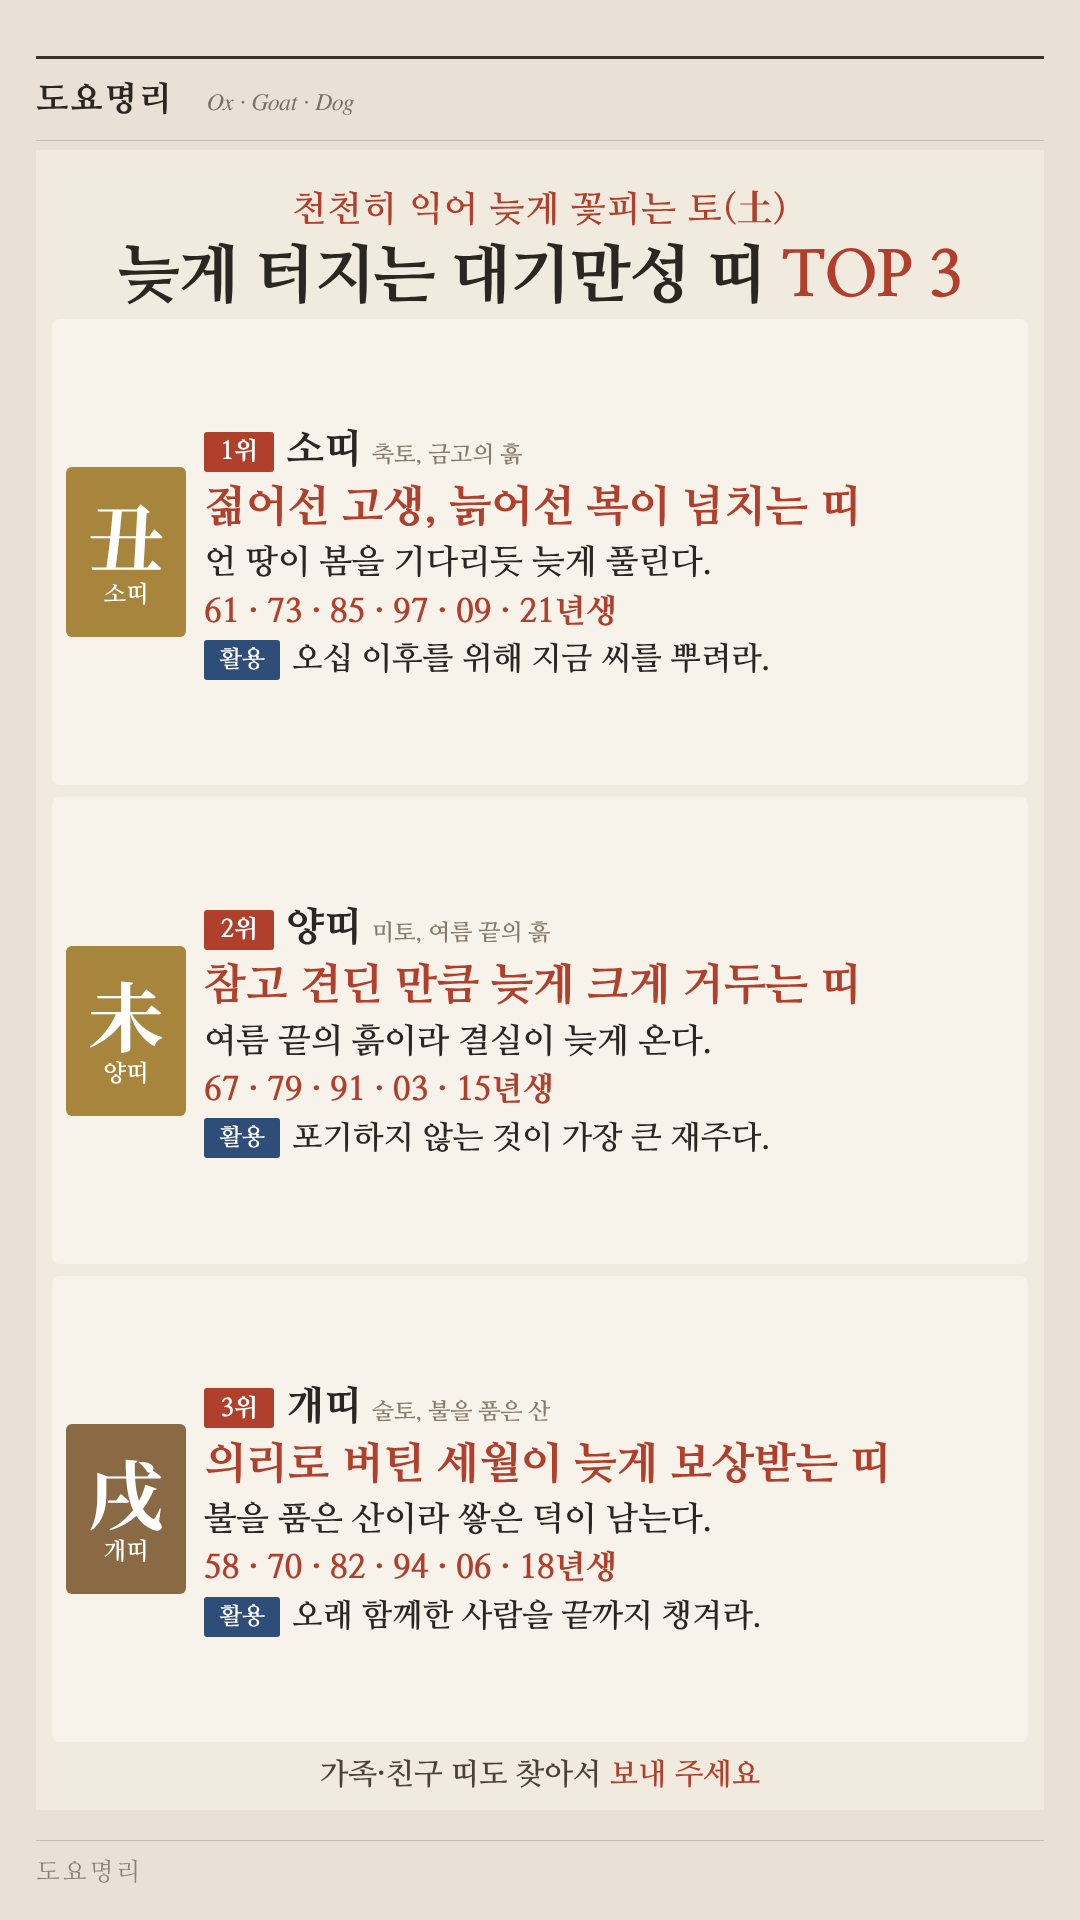 도요명리 Ox · Goat · Dog
천천히 익어 늦게 꽃피는 토(土)
늦게 터지는 대기만성 띠 TOP 3
丑
소띠
1위 소띠 축토, 금고의 흙
젊어선 고생, 늙어선 복이 넘치는 띠
언 땅이 봄을 기다리듯 늦게 풀린다.
61 · 73 · 85 · 97 · 09 · 21년생
활용 오십 이후를 위해 지금 씨를 뿌려라.
未
양띠
2위 양띠 미토, 여름 끝의 흙
참고 견딘 만큼 늦게 크게 거두는 띠
여름 끝의 흙이라 결실이 늦게 온다.
67 · 79 · 91 · 03 · 15년생
활용 포기하지 않는 것이 가장 큰 재주다.
戌
개띠
3위 개띠 술토, 불을 품은 산
의리로 버틴 세월이 늦게 보상받는 띠
불을 품은 산이라 쌓은 덕이 남는다.
58 · 70 · 82 · 94 · 06 · 18년생
활용 오래 함께한 사람을 끝까지 챙겨라.
가족·친구 띠도 찾아서 보내 주세요
도요명리